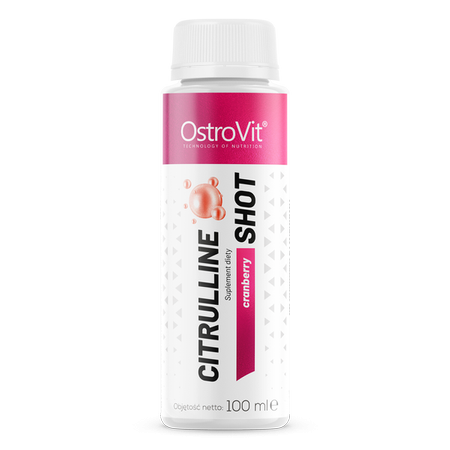 OstroVit®
TECHNOLOGY OF NUTRITION
CITRULLINE
SHOT
Suplement diety
cranberry
Objętość netto: 100 ml ℮